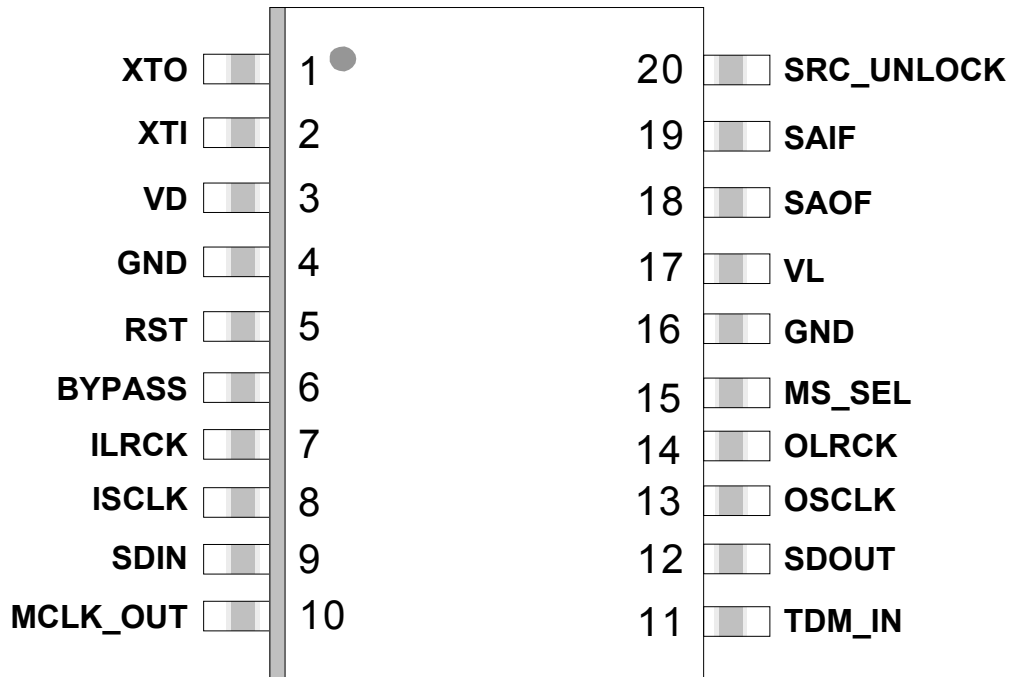 XTO 1 20 SRC_UNLOCK
XTI 2 19 SAIF
VD 3 18 SAOF
GND 4 17 VL
RST 5 16 GND
BYPASS 6 15 MS_SEL
ILRCK 7 14 OLRCK
ISCLK 8 13 OSCLK
SDIN 9 12 SDOUT
MCLK_OUT 10 11 TDM_IN